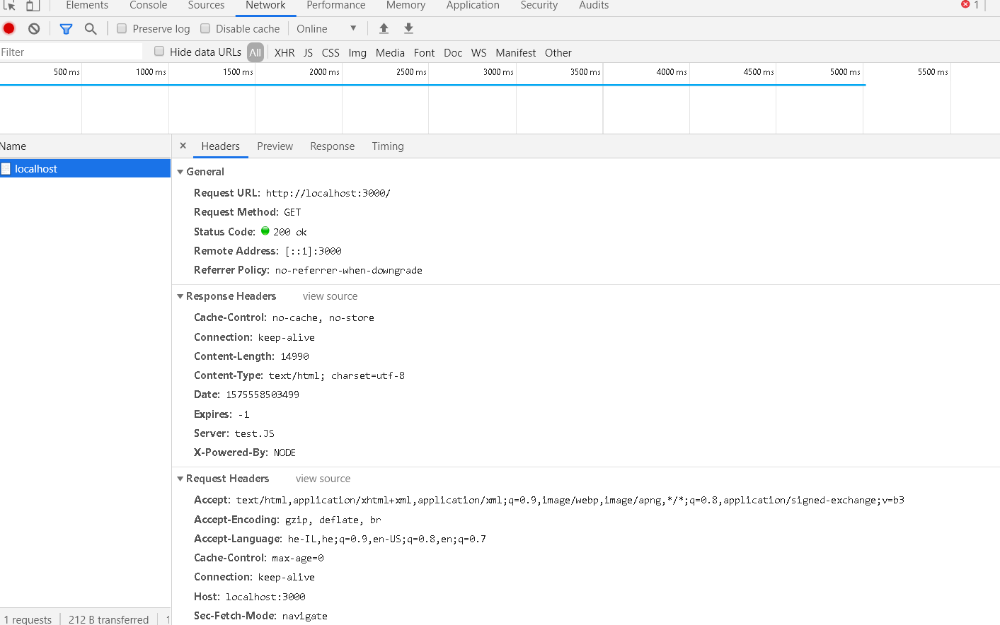 Elements Console Sources Network Performance Memory Application Security Audits 1
Preserve log Disable cache Online
Filter Hide data URLs All XHR JS CSS Img Media Font Doc WS Manifest Other
500 ms 1000 ms 1500 ms 2000 ms 2500 ms 3000 ms 3500 ms 4000 ms 4500 ms 5000 ms 5500 ms
Name × Headers Preview Response Timing
localhost
General
Request URL: http://localhost:3000/
Request Method: GET
Status Code: 200 ok
Remote Address: [::1]:3000
Referrer Policy: no-referrer-when-downgrade
Response Headers view source
Cache-Control: no-cache, no-store
Connection: keep-alive
Content-Length: 14990
Content-Type: text/html; charset=utf-8
Date: 1575558503499
Expires: -1
Server: test.JS
X-Powered-By: NODE
Request Headers view source
Accept: text/html,application/xhtml+xml,application/xml;q=0.9,image/webp,image/apng,*/*;q=0.8,application/signed-exchange;v=b3
Accept-Encoding: gzip, deflate, br
Accept-Language: he-IL,he;q=0.9,en-US;q=0.8,en;q=0.7
Cache-Control: max-age=0
Connection: keep-alive
Host: localhost:3000
Sec-Fetch-Mode: navigate
1 requests 212 B transferred 1